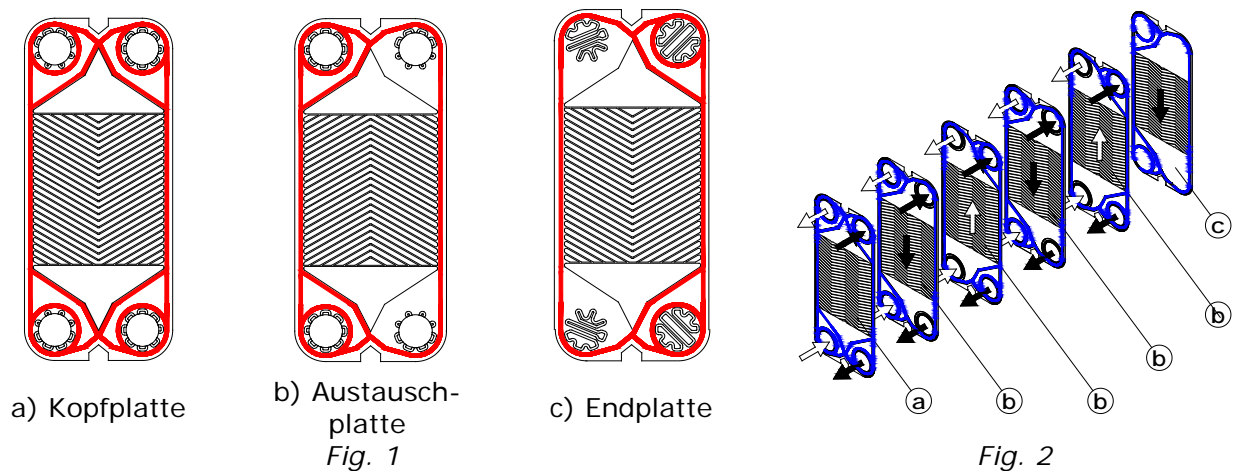 a) Kopfplatte
b) Austausch-
platte
c) Endplatte
Fig. 1
a
b
b
b
b
c
Fig. 2